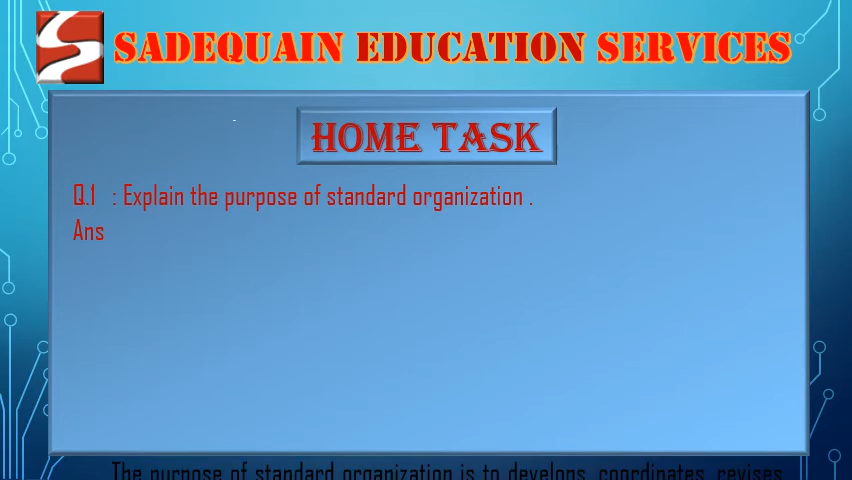 SADEQUAIN EDUCATION SERVICES
HOME TASK
Q.1 : Explain the purpose of standard organization .
Ans
The purpose of standard organization is to develops, coordinates, revises,